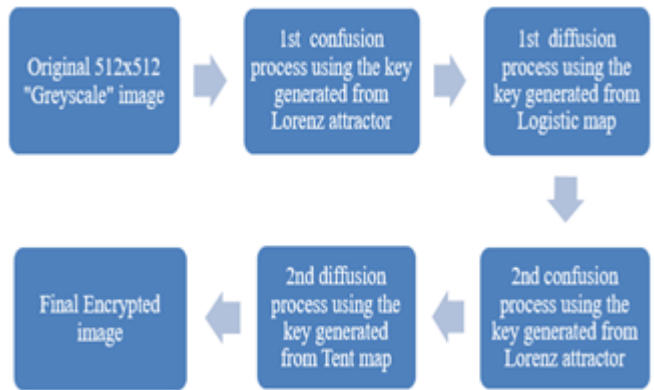 Original 512x512
"Greyscale" image
1st confusion
process using the key
generated from
Lorenz attractor
1st diffusion
process using the
key generated from
Logistic map
2nd confusion
process using the
key generated from
Lorenz attractor
2nd diffusion
process using the
key generated
from Tent map
Final Encrypted
image